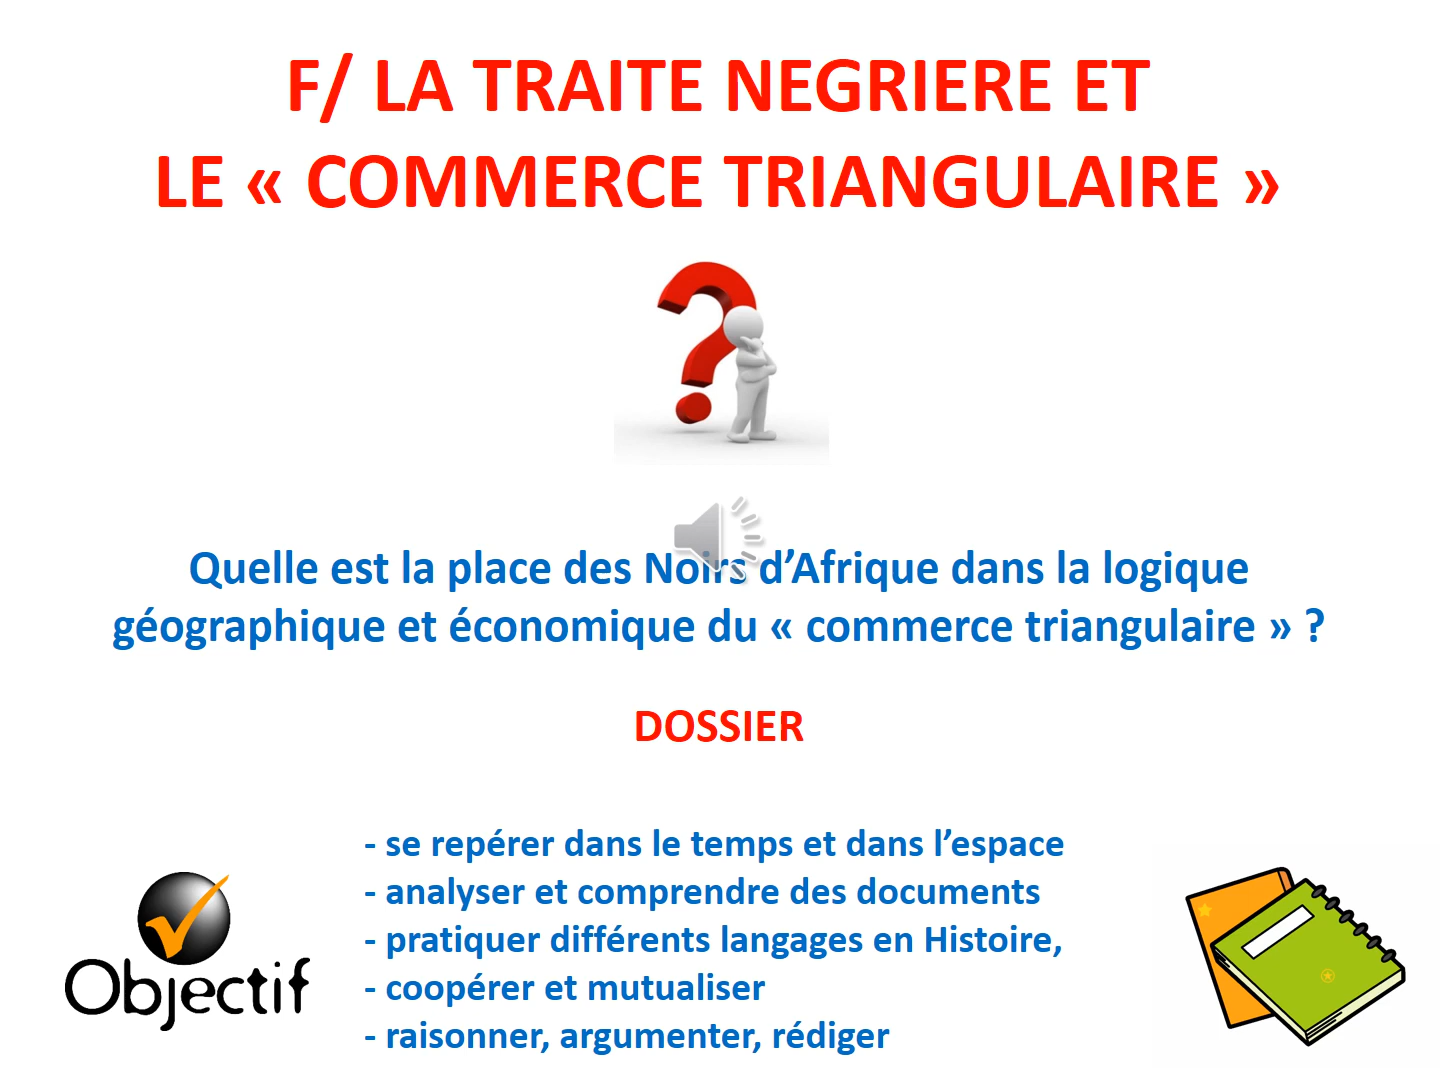 F/ LA TRAITE NEGRIERE ET
LE « COMMERCE TRIANGULAIRE »
Quelle est la place des Noirs d’Afrique dans la logique
géographique et économique du « commerce triangulaire » ?
DOSSIER
- se repérer dans le temps et dans l’espace
- analyser et comprendre des documents
- pratiquer différents langages en Histoire,
- coopérer et mutualiser
- raisonner, argumenter, rédiger
Objectif